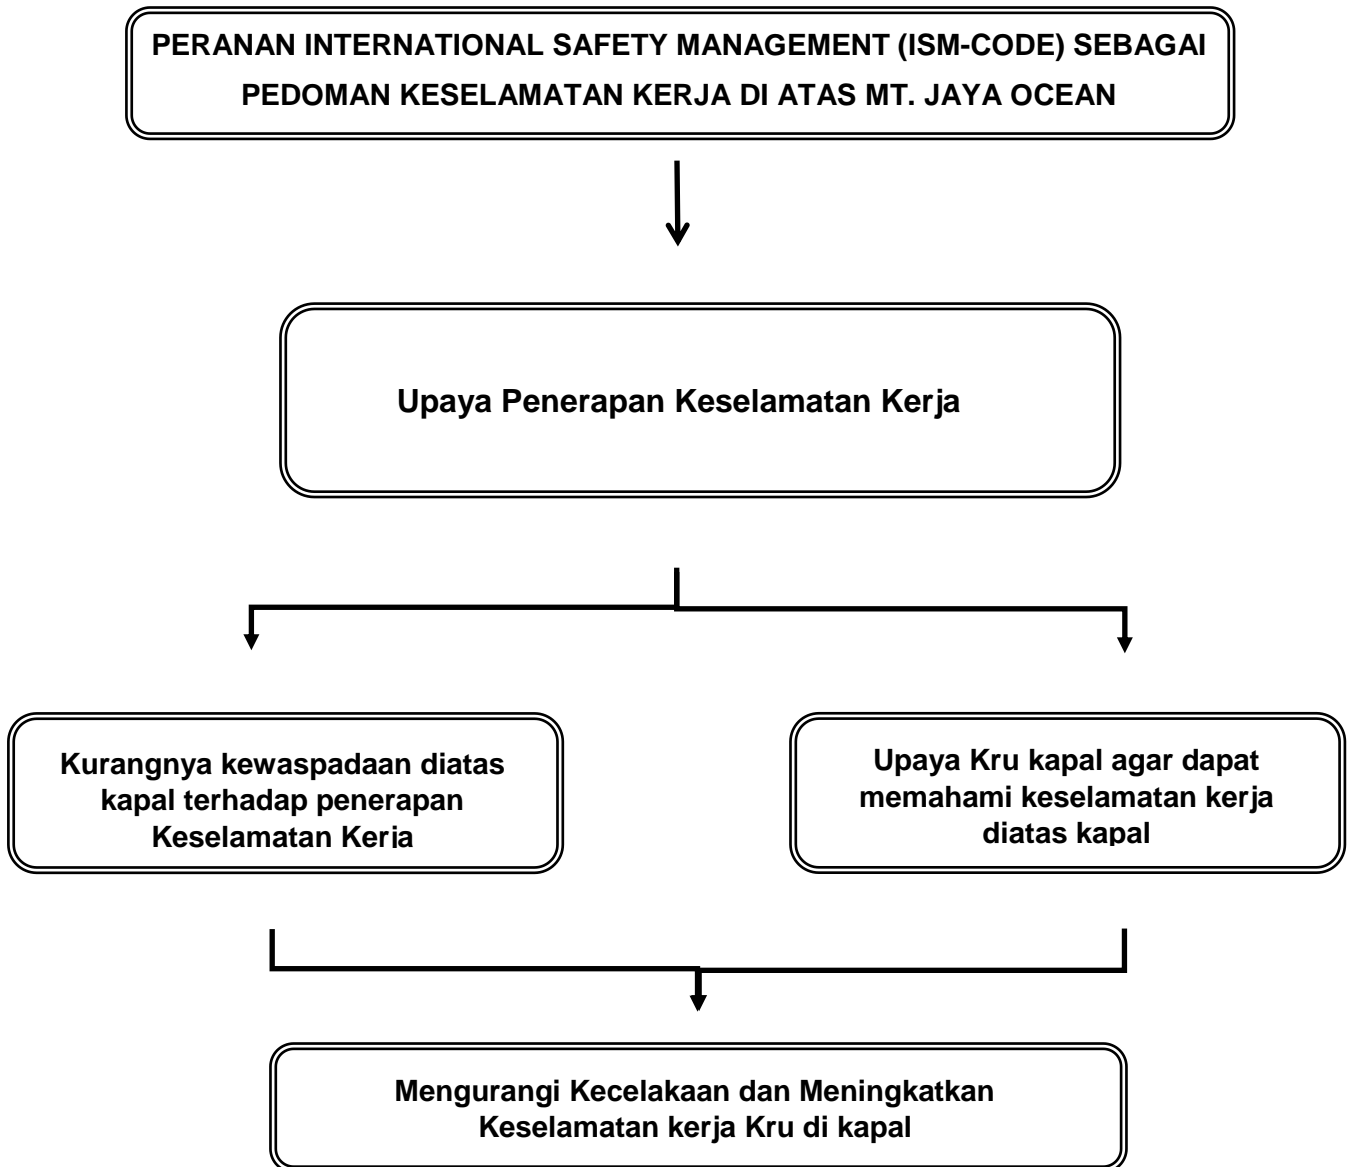 PERANAN INTERNATIONAL SAFETY MANAGEMENT (ISM-CODE) SEBAGAI
PEDOMAN KESELAMATAN KERJA DI ATAS MT. JAYA OCEAN
Upaya Penerapan Keselamatan Kerja
Kurangnya kewaspadaan diatas
kapal terhadap penerapan
Keselamatan Kerja
Upaya Kru kapal agar dapat
memahami keselamatan kerja
diatas kapal
Mengurangi Kecelakaan dan Meningkatkan
Keselamatan kerja Kru di kapal